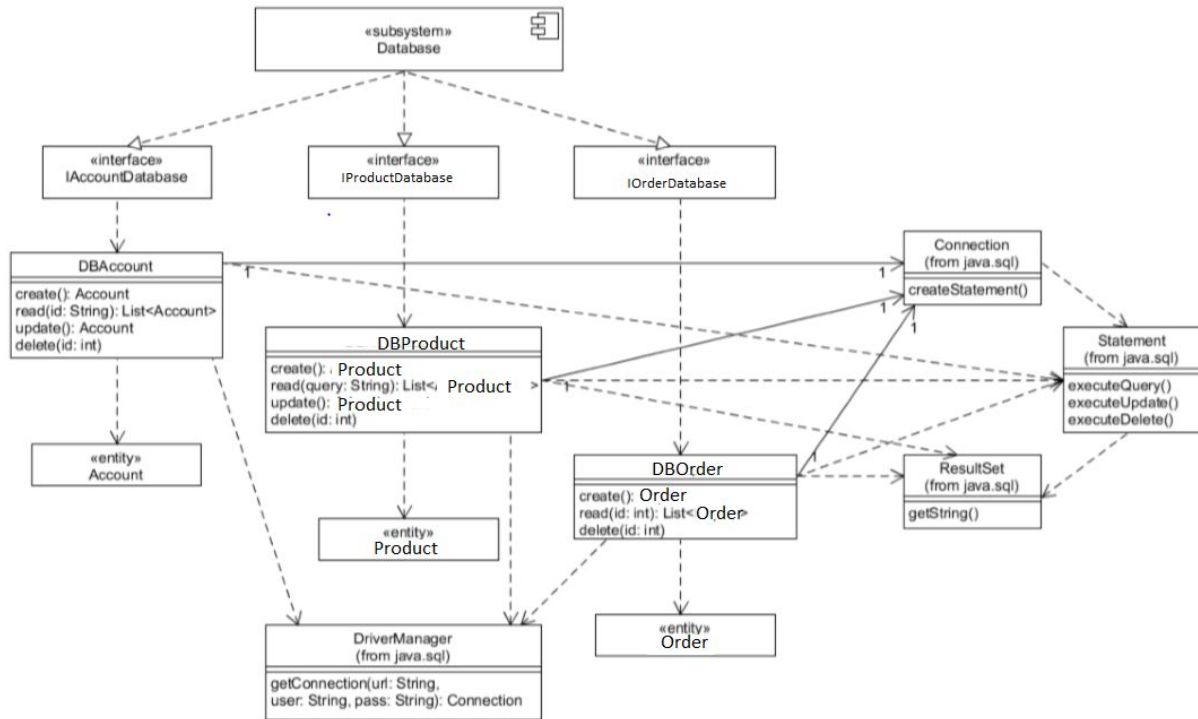 «subsystem»
Database
«interface»
IAccountDatabase
«interface»
IProductDatabase
«interface»
IOrderDatabase
DBAccount
create(): Account
read(id: String): List<Account>
update(): Account
delete(id: int)
1
1
Connection
(from java.sql)
createStatement()
1
1
DBProduct
create(): Product
read(query: String): List< Product >
update(): Product
delete(id: int)
1
Statement
(from java.sql)
executeQuery()
executeUpdate()
executeDelete()
«entity»
Account
DBOrder
create(): Order
read(id: int): List< Order>
delete(id: int)
1
ResultSet
(from java.sql)
getString()
«entity»
Product
«entity»
Order
DriverManager
(from java.sql)
getConnection(url: String,
user: String, pass: String): Connection